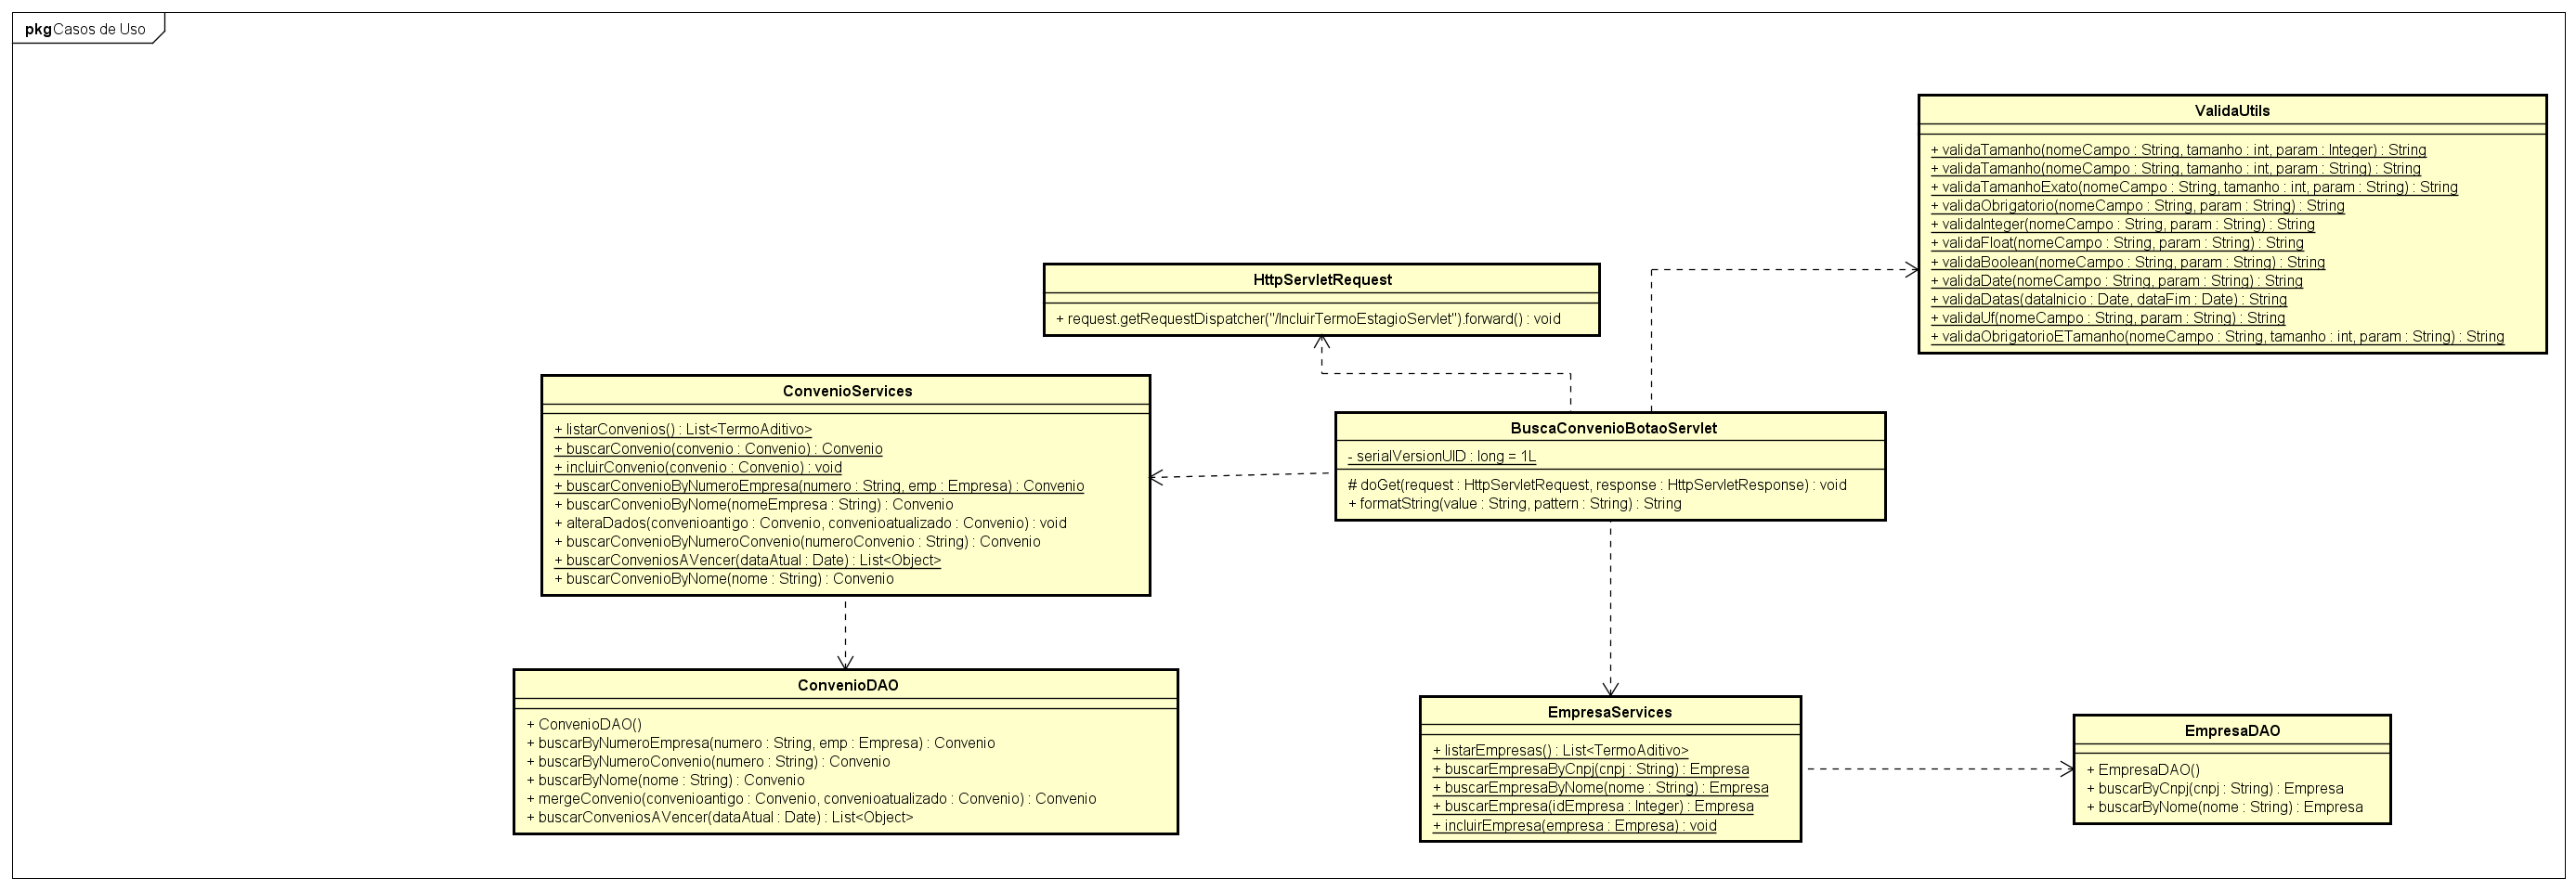 pkg Casos de Uso
ValidaUtils
+ validaTamanho(nomeCampo : String, tamanho : int, param : Integer) : String
+ validaTamanho(nomeCampo : String, tamanho : int, param : String) : String
+ validaTamanhoExato(nomeCampo : String, tamanho : int, param : String) : String
+ validaObrigatorio(nomeCampo : String, param : String) : String
+ validaInteger(nomeCampo : String, param : String) : String
+ validaFloat(nomeCampo : String, param : String) : String
+ validaBoolean(nomeCampo : String, param : String) : String
+ validaDate(nomeCampo : String, param : String) : String
+ validaDatas(dataInicio : Date, dataFim : Date) : String
+ validaUf(nomeCampo : String, param : String) : String
+ validaObrigatorioETamanho(nomeCampo : String, tamanho : int, param : String) : String
HttpServletRequest
+ request.getRequestDispatcher("/IncluirTermoEstagioServlet").forward() : void
ConvenioServices
+ listarConvenios() : List<TermoAditivo>
+ buscarConvenio(convenio : Convenio) : Convenio
+ incluirConvenio(convenio : Convenio) : void
+ buscarConvenioByNumeroEmpresa(numero : String, emp : Empresa) : Convenio
+ buscarConvenioByNome(nomeEmpresa : String) : Convenio
+ alteraDados(convenioantigo : Convenio, convenioatualizado : Convenio) : void
+ buscarConvenioByNumeroConvenio(numeroConvenio : String) : Convenio
+ buscarConveniosAVencer(dataAtual : Date) : List<Object>
+ buscarConvenioByNome(nome : String) : Convenio
BuscaConvenioBotaoServlet
- serialVersionUID : long = 1L
# doGet(request : HttpServletRequest, response : HttpServletResponse) : void
+ formatString(value : String, pattern : String) : String
ConvenioDAO
+ ConvenioDAO()
+ buscarByNumeroEmpresa(numero : String, emp : Empresa) : Convenio
+ buscarByNumeroConvenio(numero : String) : Convenio
+ buscarByNome(nome : String) : Convenio
+ mergeConvenio(convenioantigo : Convenio, convenioatualizado : Convenio) : Convenio
+ buscarConveniosAVencer(dataAtual : Date) : List<Object>
EmpresaServices
+ listarEmpresas() : List<TermoAditivo>
+ buscarEmpresaByCnpj(cnpj : String) : Empresa
+ buscarEmpresaByNome(nome : String) : Empresa
+ buscarEmpresa(idEmpresa : Integer) : Empresa
+ incluirEmpresa(empresa : Empresa) : void
EmpresaDAO
+ EmpresaDAO()
+ buscarByCnpj(cnpj : String) : Empresa
+ buscarByNome(nome : String) : Empresa